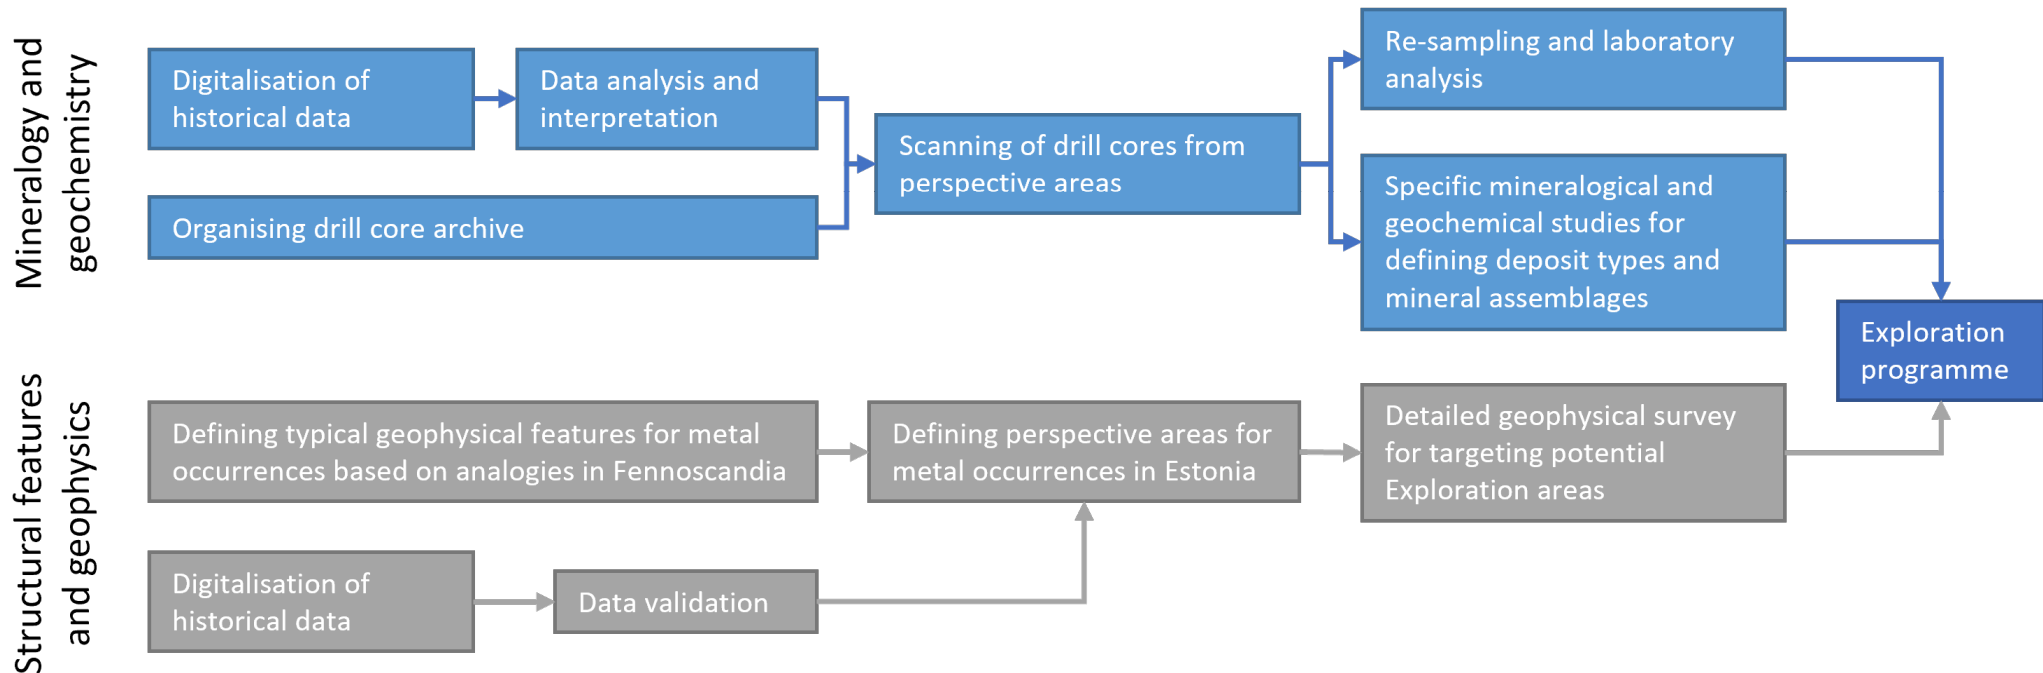 Mineralogy and
geochemistry
Digitalisation of
historical data
Data analysis and
interpretation
Organising drill core archive
Scanning of drill cores from
perspective areas
Re-sampling and laboratory
analysis
Specific mineralogical and
geochemical studies for
defining deposit types and
mineral assemblages
Exploration
programme
Structural features
and geophysics
Defining typical geophysical features for metal
occurrences based on analogies in Fennoscandia
Defining perspective areas for
metal occurrences in Estonia
Detailed geophysical survey
for targeting potential
Exploration areas
Digitalisation of
historical data
Data validation